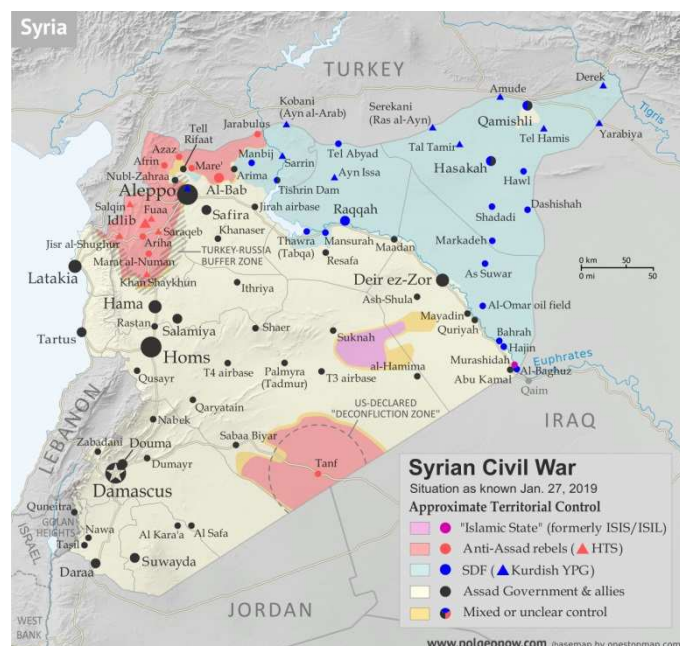 Syria
TURKEY
Derek
Amude
Tigris
Kobani
(Ayn al-Arab)
Serekani
(Ras al-Ayn)
Qamishli
Tell
Rifaat
Jarabulus
Azaz
Afrin
Manbij
Tel Abyad
Tal Tamir
Tel Hamis
Yarabiya
Mare'
Sarrin
Nubl-Zahraa
Arima
Ayn Issa
Hasakah
Hawl
Aleppo
Al-Bab
Tishrin Dam
Salqin
Fuaa
Safira
Jirah airbase
Raqqah
Shadadi
Dashishah
Idlib
Saraqeb
Khanaser
Jisr al-Shughur
Ariha
TURKEY-RUSSIA
BUFFER ZONE
Thawra
(Tabqa)
Mansurah
Resafa
Maadan
Markadeh
Marat al-Numan
As Suwar
Latakia
Khan Shaykhun
Deir ez-Zor
0 km
50
0 mi
50
Hama
Ithriya
Ash-Shula
Al-Omar oil field
Rastan
Salamiya
Mayadin
Quriyah
Tartus
Shaer
Suknah
Bahrah
Hajin
Homs
al-Hamima
Murashidah
Euphrates
Al-Baghuz
Abu Kamal
Qaim
Qusayr
T4 airbase
Palmyra
(Tadmur)
T3 airbase
LEBANON
Qaryatain
US-DECLARED
"DECONFLICTION ZONE"
IRAQ
Nabek
Zabadani
Douma
Sabaa Biyar
Dumayr
Tanf
Damascus
Quneitra
GOLAN
HEIGHTS
ISRAEL
Nawa
Tasil
Al Kara'a
Al Safa
Daraa
Suwayda
WEST
BANK
JORDAN
Syrian Civil War
Situation as known Jan. 27, 2019
Approximate Territorial Control
"Islamic State" (formerly ISIS/ISIL)
Anti-Assad rebels ( HTS)
SDF ( Kurdish YPG)
Assad Government & allies
Mixed or unclear control
www.polgeonow.com basemap by onestopmap.com